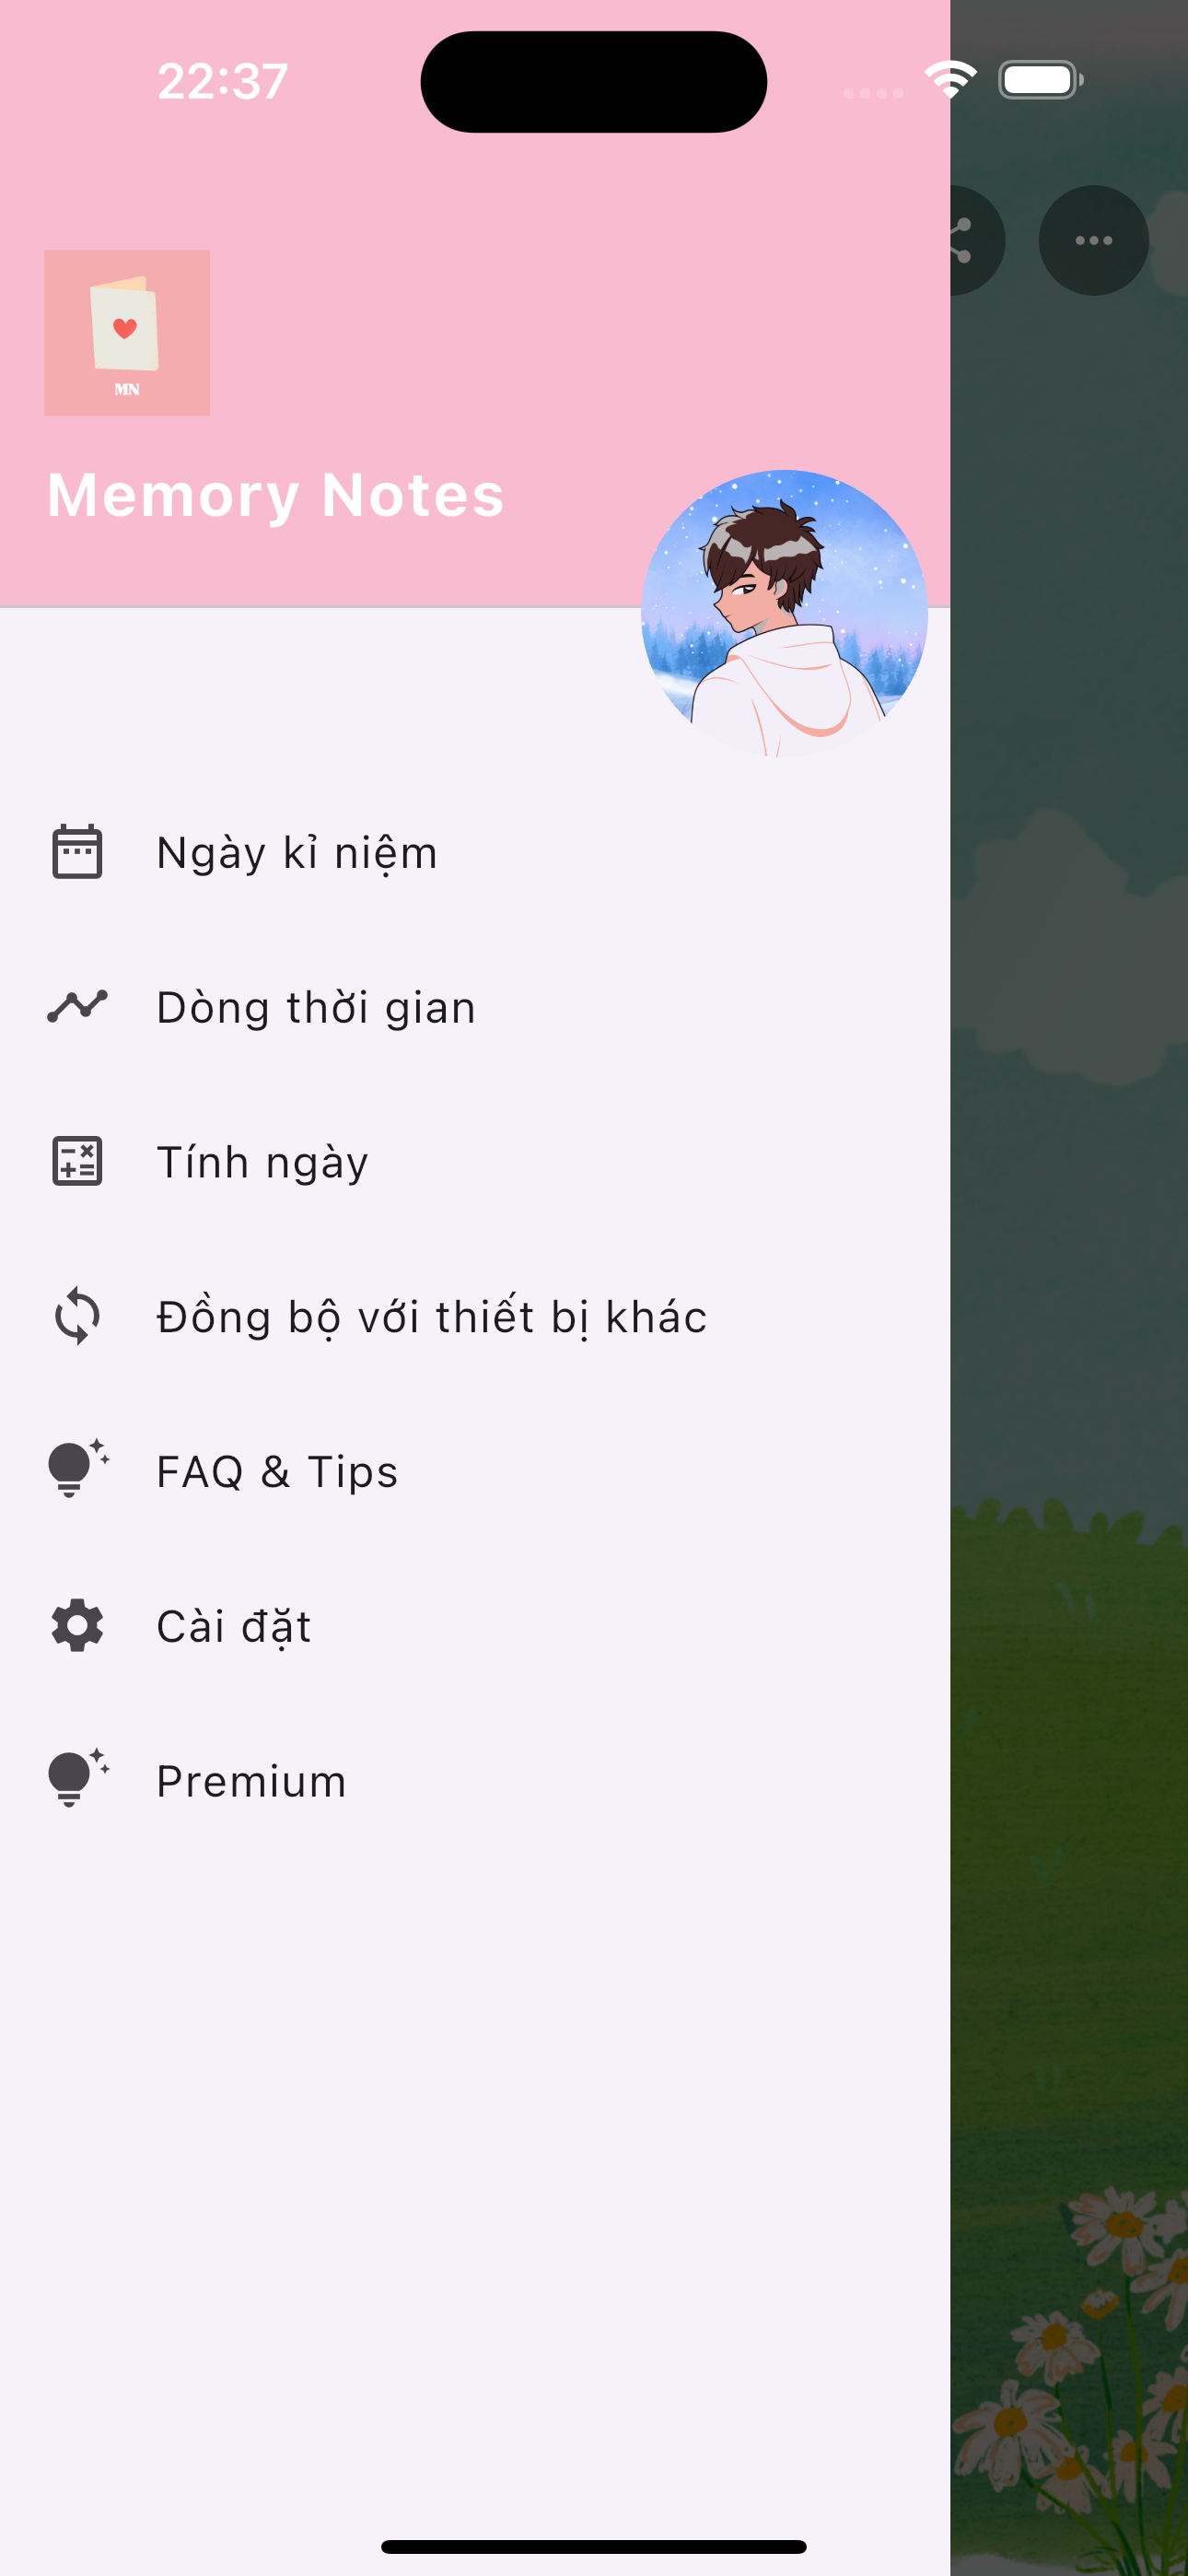 22:37
MN
Memory Notes
Ngày kỉ niệm
Dòng thời gian
Tính ngày
Đồng bộ với thiết bị khác
FAQ & Tips
Cài đặt
Premium